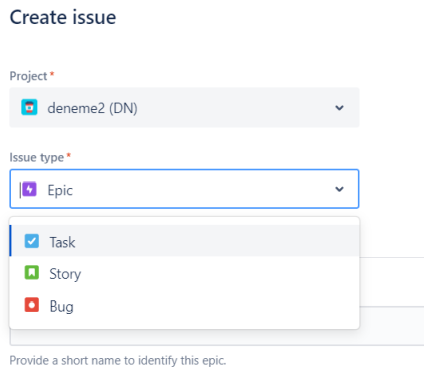 Create issue
Project *
deneme2 (DN)
Issue type *
Epic
Task
Story
Bug
Provide a short name to identify this epic.